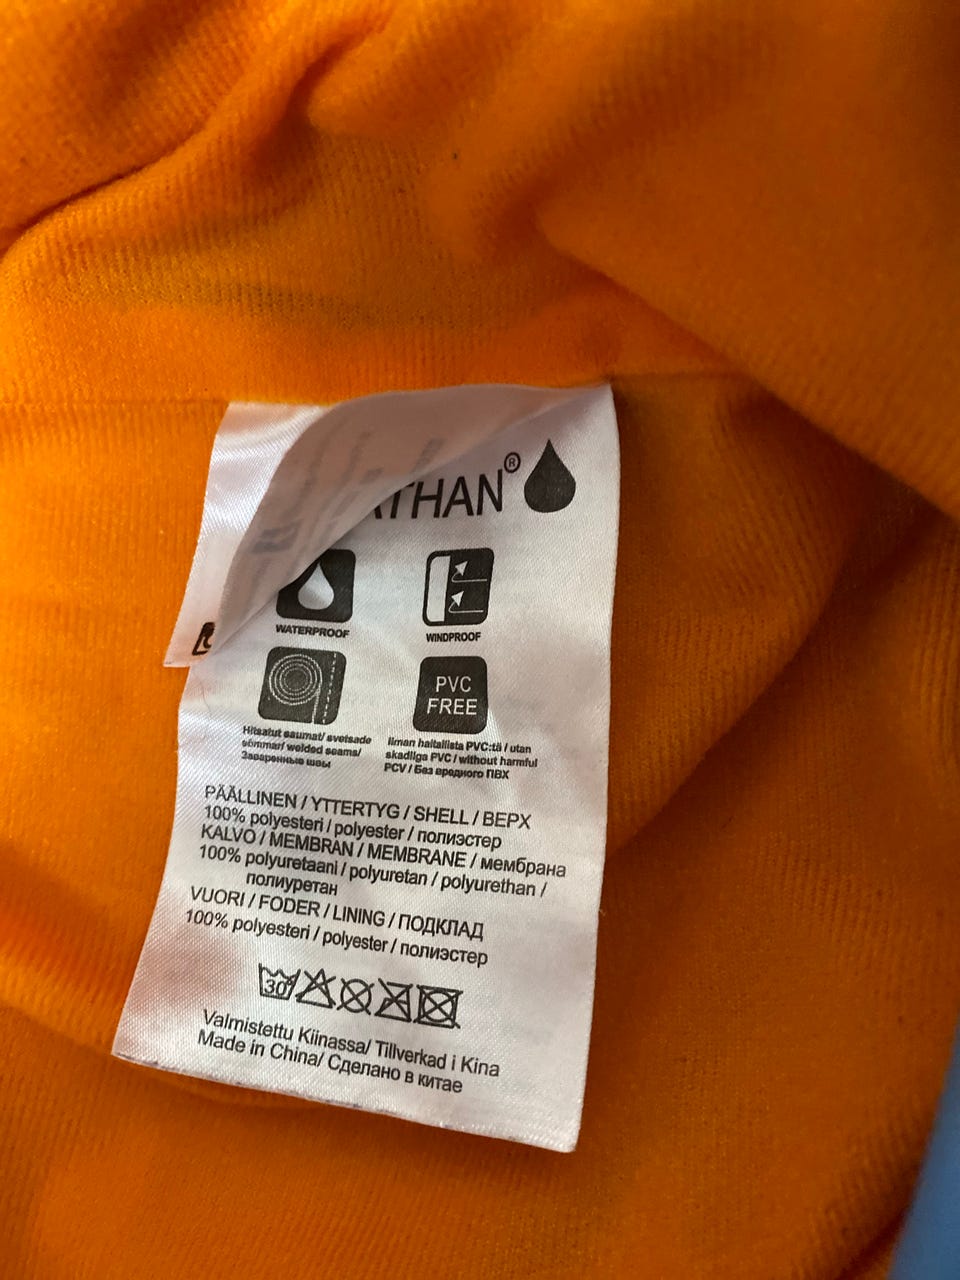 THAN®
WATERPROOF
WINDPROOF
PVC
FREE
Hitsatut saumat/ svetsade
sömmar/ welded seams/
Заваренные швы
Ilman haitallista PVC:tä / utan
skadliga PVC / without harmful
PCV / Без вредного ПВХ
PÄÄLLINEN / YTTERTYG / SHELL / ВЕРХ
100% polyesteri / polyester / полиэстер
KALVO / MEMBRAN / MEMBRANE / мембрана
100% polyuretaani / polyuretan / polyurethan /
полиуретан
VUORI / FODER / LINING / ПОДКЛАД
100% polyesteri / polyester / полиэстер
30°
Valmistettu Kiinassa/ Tillverkad i Kina
Made in China/ Сделано в китае